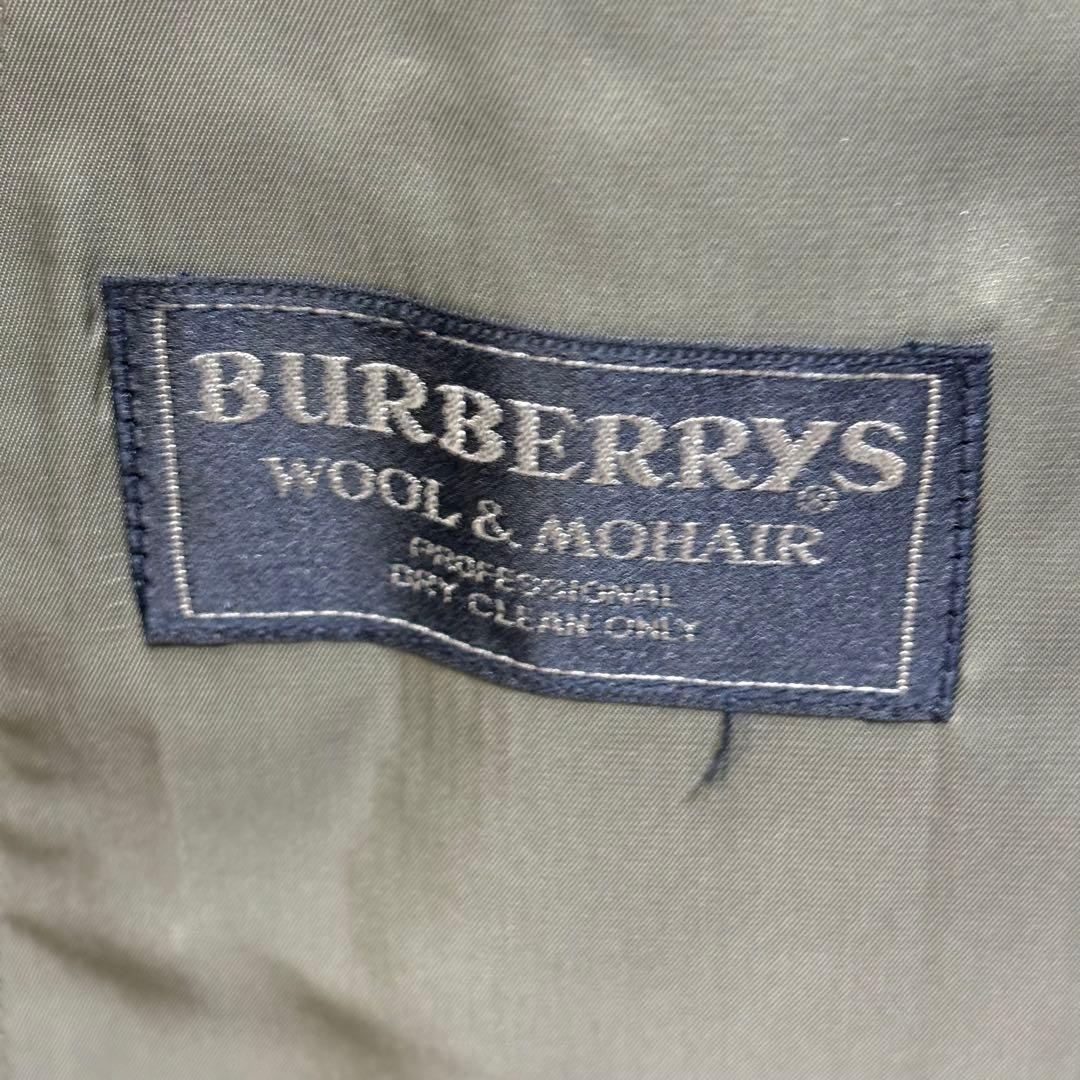 BURBERRYS®
WOOL & MOHAIR
PROFESSIONAL
DRY CLEAN ONLY